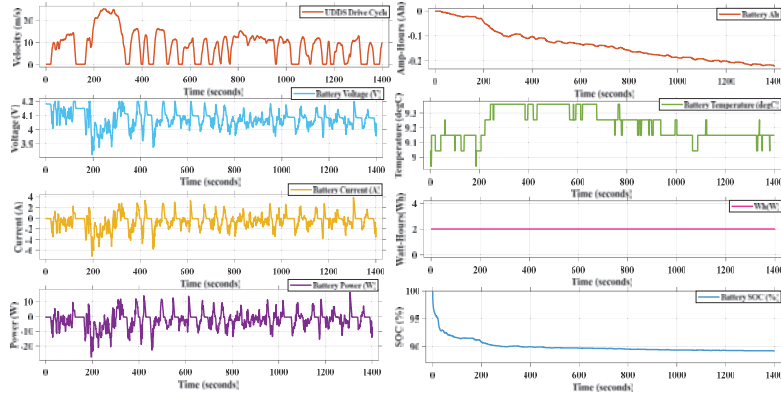 UDDS Drive Cycle
Velocity (m/s)
20
10
0
0 200 400 600 800 1000 1200 1400
Time (seconds)
Battery Voltage (V)
Voltage (V)
4.2
4.1
4
3.9
0 200 400 600 800 1000 1200 1400
Time (seconds)
Battery Current (A)
Current (A)
4
2
0
-2
-4
-6
0 200 400 600 800 1000 1200 1400
Time (seconds)
Battery Power (W)
Power (W)
10
0
-10
-20
0 200 400 600 800 1000 1200 1400
Time (seconds)
Battery Ah
Amp-Hours (Ah)
0
-0.1
-0.2
0 200 400 600 800 1000 1200 1400
Time (seconds)
Battery Temperature (degC)
Temperature (degC)
9.3
9.2
9.1
9
0 200 400 600 800 1000 1200 1400
Time (seconds)
Wh(W)
Watt-Hours(Wh)
4
2
0
0 200 400 600 800 1000 1200 1400
Time (seconds)
Battery SOC (%)
SOC (%)
100
95
90
0 200 400 600 800 1000 1200 1400
Time (seconds)